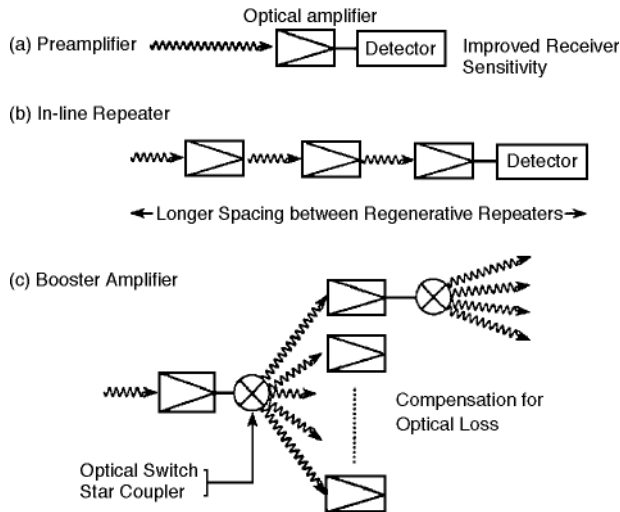 Optical amplifier
(a) Preamplifier
Detector
Improved Receiver
Sensitivity
(b) In-line Repeater
Detector
Longer Spacing between Regenerative Repeaters
(c) Booster Amplifier
Compensation for
Optical Loss
Optical Switch
Star Coupler